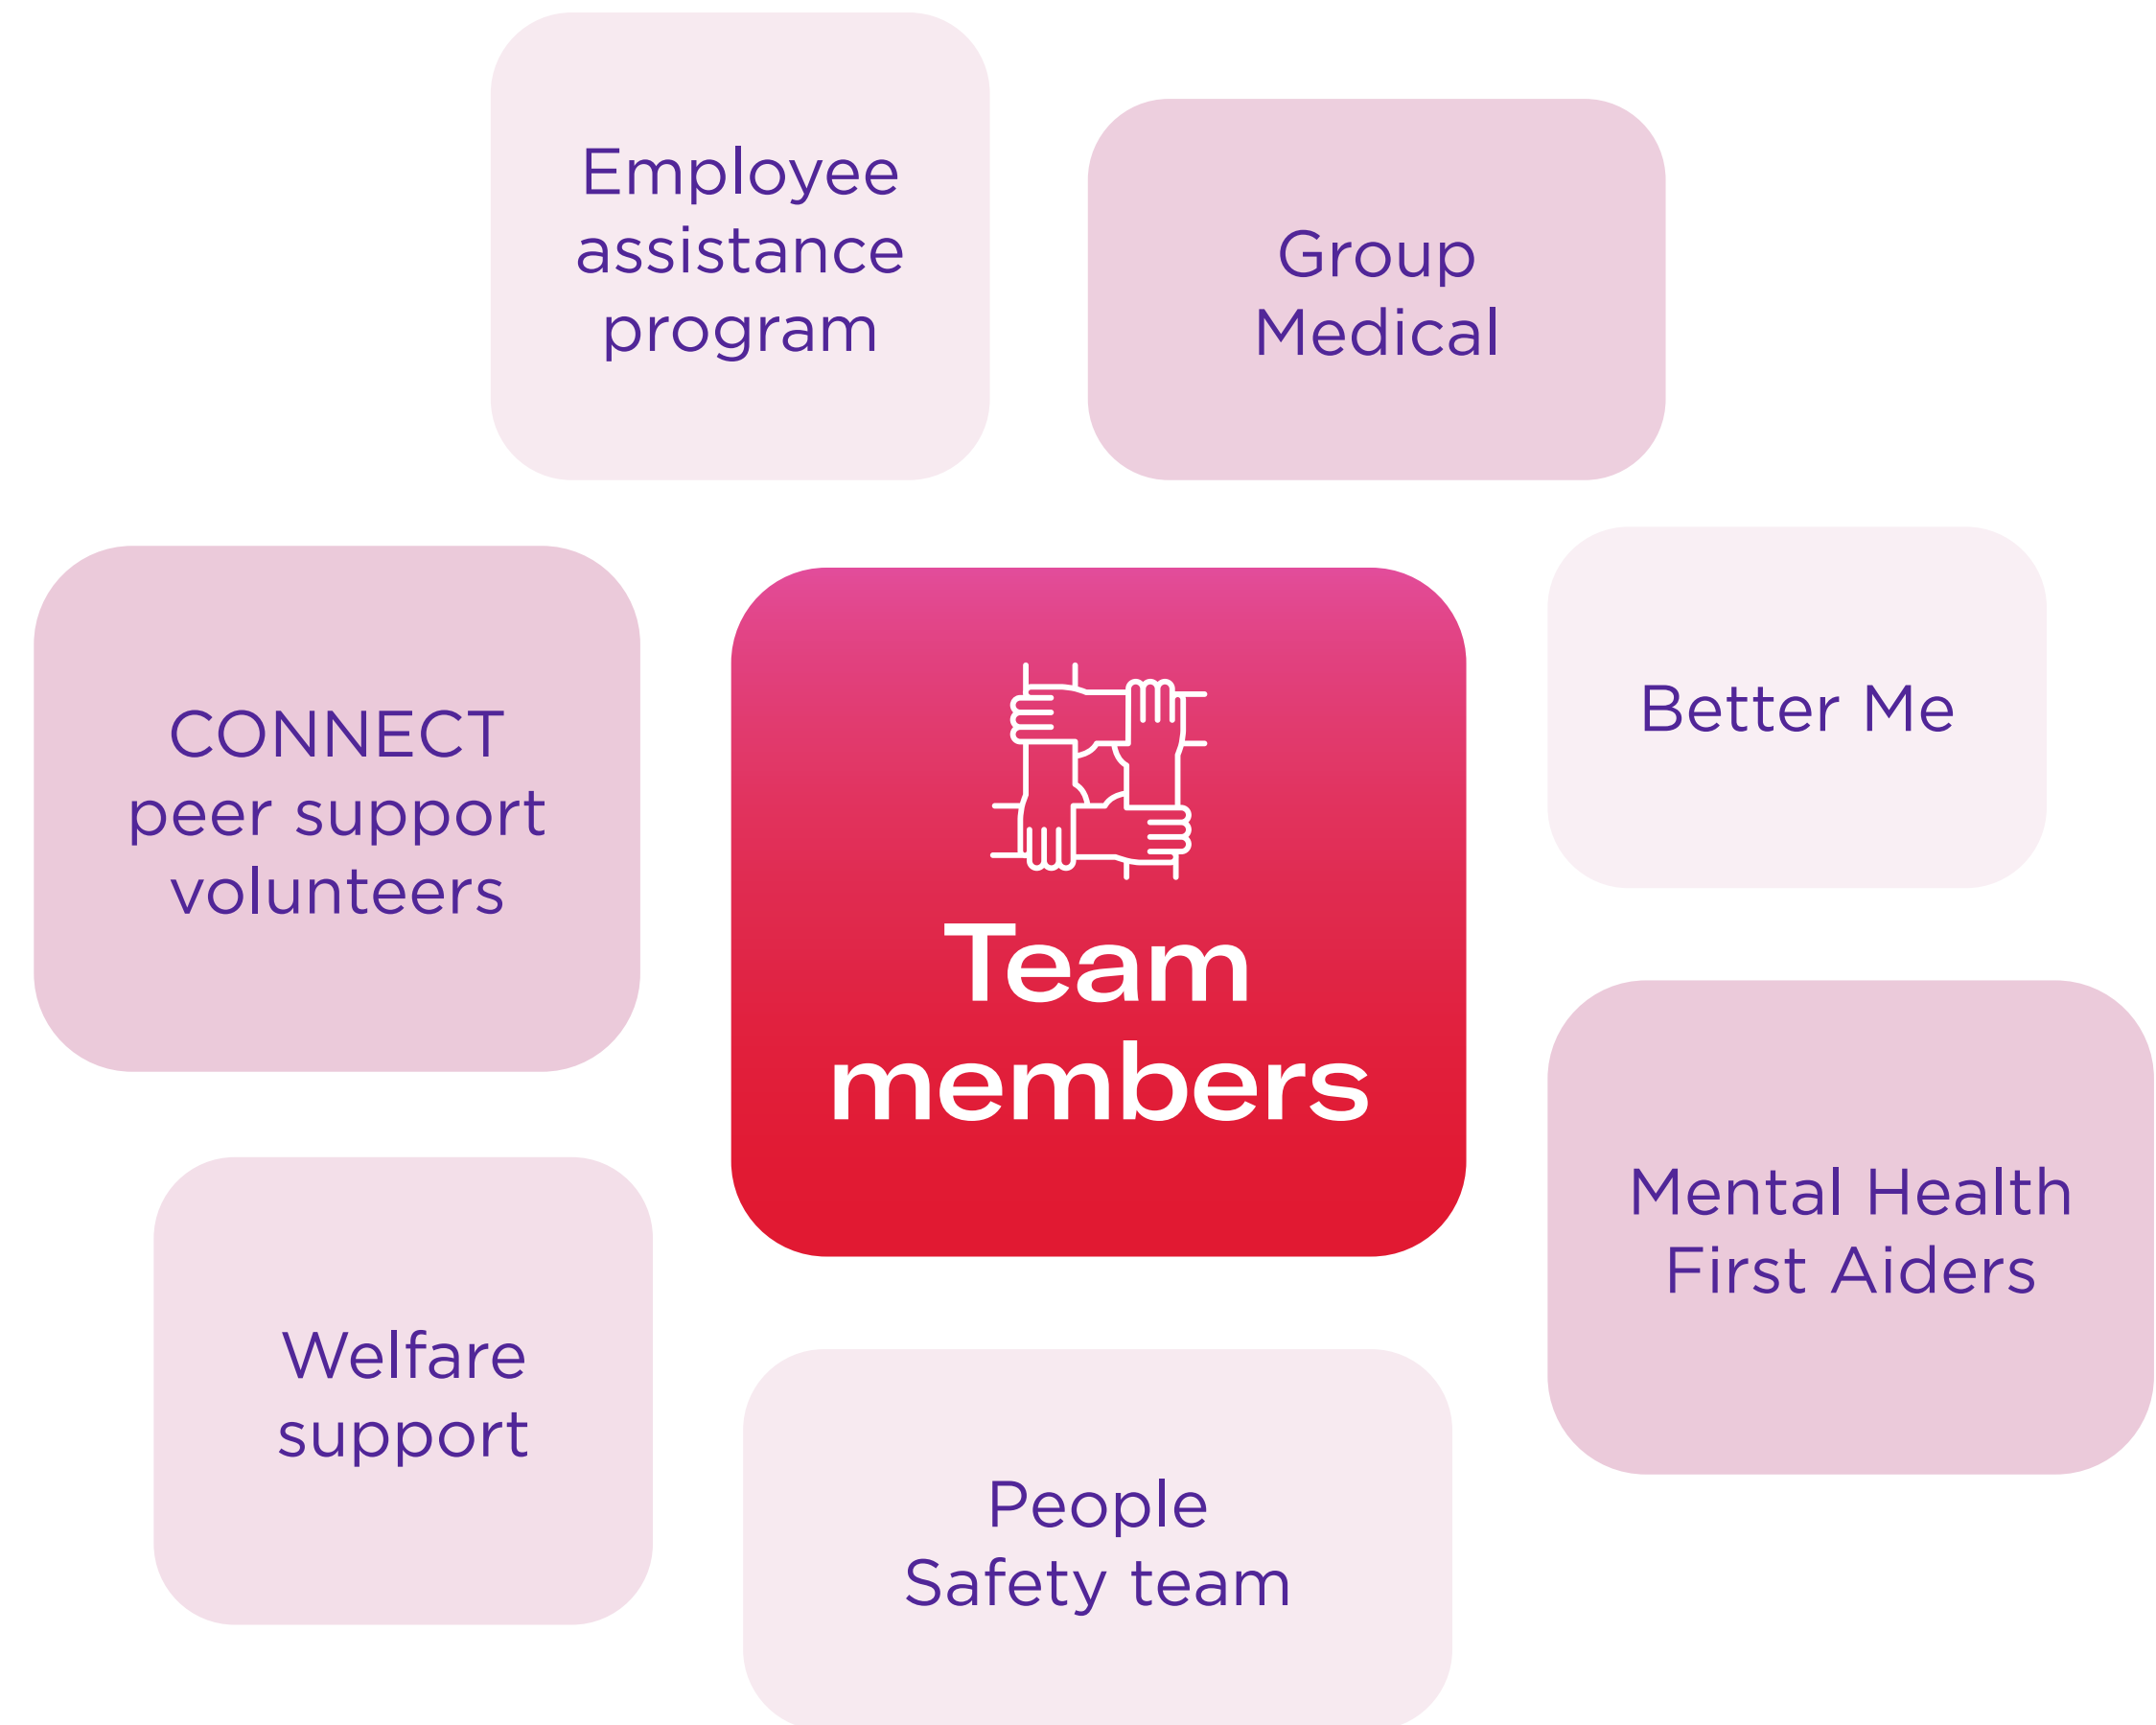 Employee
assistance
program
Group
Medical
CONNECT
peer support
volunteers
Better Me
Team
members
Mental Health
First Aiders
Welfare
support
People
Safety team